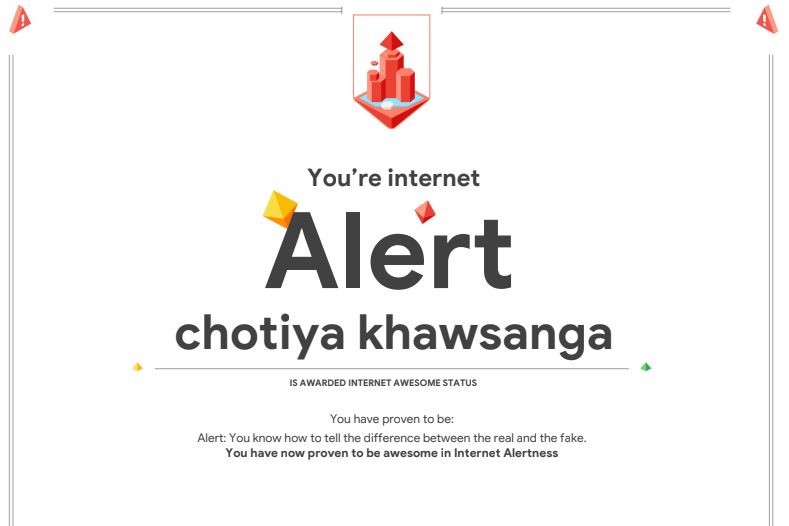 You're internet
Alert
chotiya khawsanga
IS AWARDED INTERNET AWESOME STATUS
You have proven to be:
Alert: You know how to tell the difference between the real and the fake.
You have now proven to be awesome in Internet Alertness